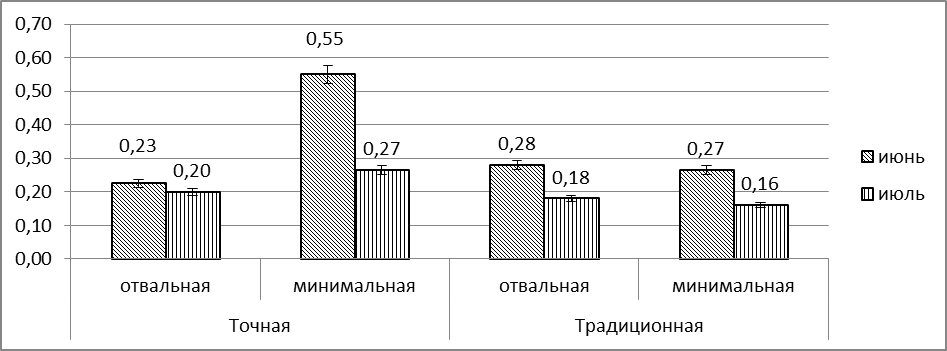 0,70
0,60
0,50
0,40
0,30
0,20
0,10
0,00
0,23
0,20
0,55
0,27
0,28
0,18
0,27
0,16
отвальная
минимальная
отвальная
минимальная
Точная
Традиционная
июнь
июль